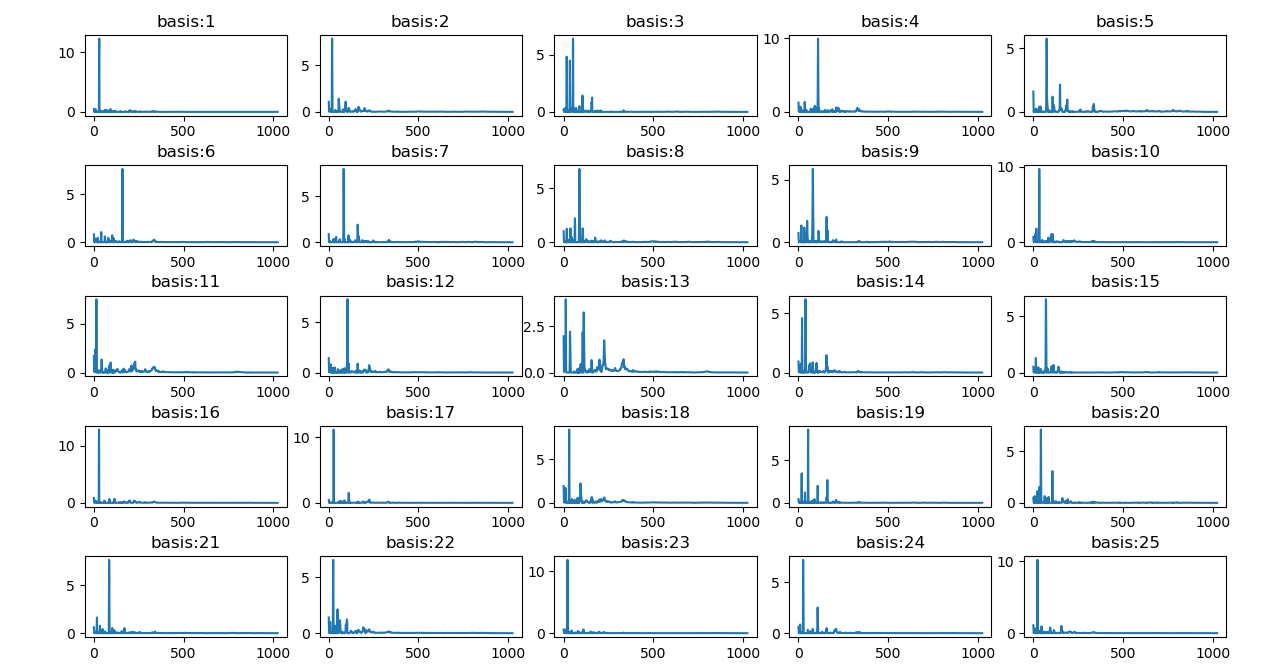 basis:1 basis:2 basis:3 basis:4 basis:5
10 5 0 5 0 10 0 5 0
0 500 1000 0 500 1000 0 500 1000 0 500 1000 0 500 1000
basis:6 basis:7 basis:8 basis:9 basis:10
5 0 5 0 5 0 5 0 10 0
0 500 1000 0 500 1000 0 500 1000 0 500 1000 0 500 1000
basis:11 basis:12 basis:13 basis:14 basis:15
5 0 5 0 2.5 0.0 5 0 5 0
0 500 1000 0 500 1000 0 500 1000 0 500 1000 0 500 1000
basis:16 basis:17 basis:18 basis:19 basis:20
10 0 10 0 5 0 5 0 5 0
0 500 1000 0 500 1000 0 500 1000 0 500 1000 0 500 1000
basis:21 basis:22 basis:23 basis:24 basis:25
5 0 5 0 10 0 5 0 10 0
0 500 1000 0 500 1000 0 500 1000 0 500 1000 0 500 1000